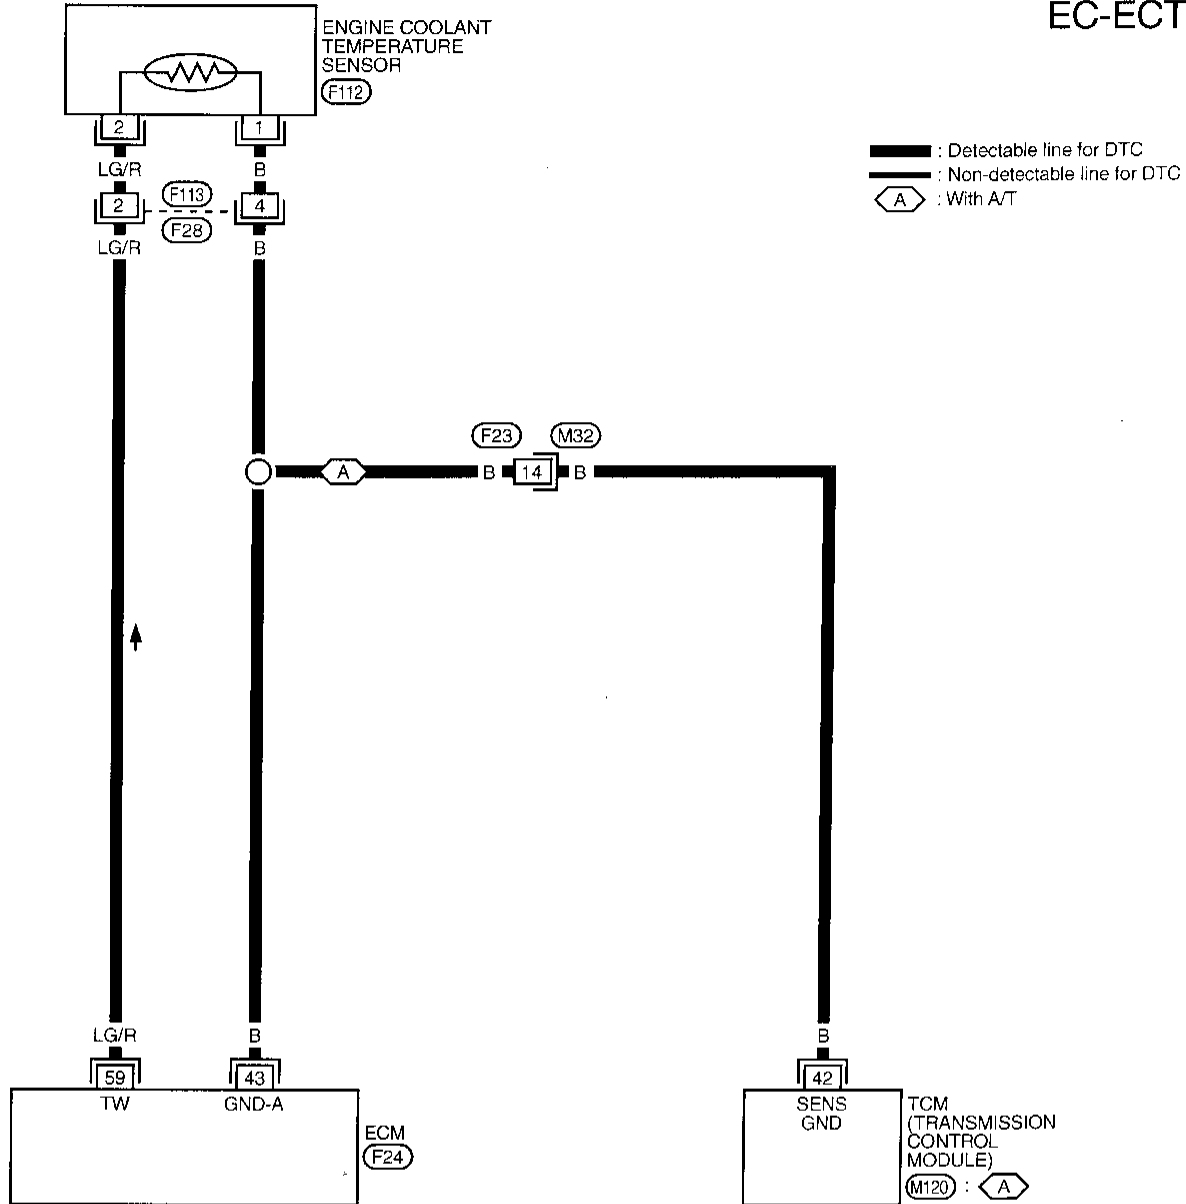 EC-ECT
ENGINE COOLANT
TEMPERATURE
SENSOR
F112
2
1
LG/R
B
: Detectable line for DTC
: Non-detectable line for DTC
A : With A/T
2
F113
F28
4
LG/R
B
F23
M32
A
B
14
B
LG/R
B
B
59
43
42
TW
GND-A
SENS
GND
ECM
F24
TCM
(TRANSMISSION
CONTROL
MODULE)
M120 : A